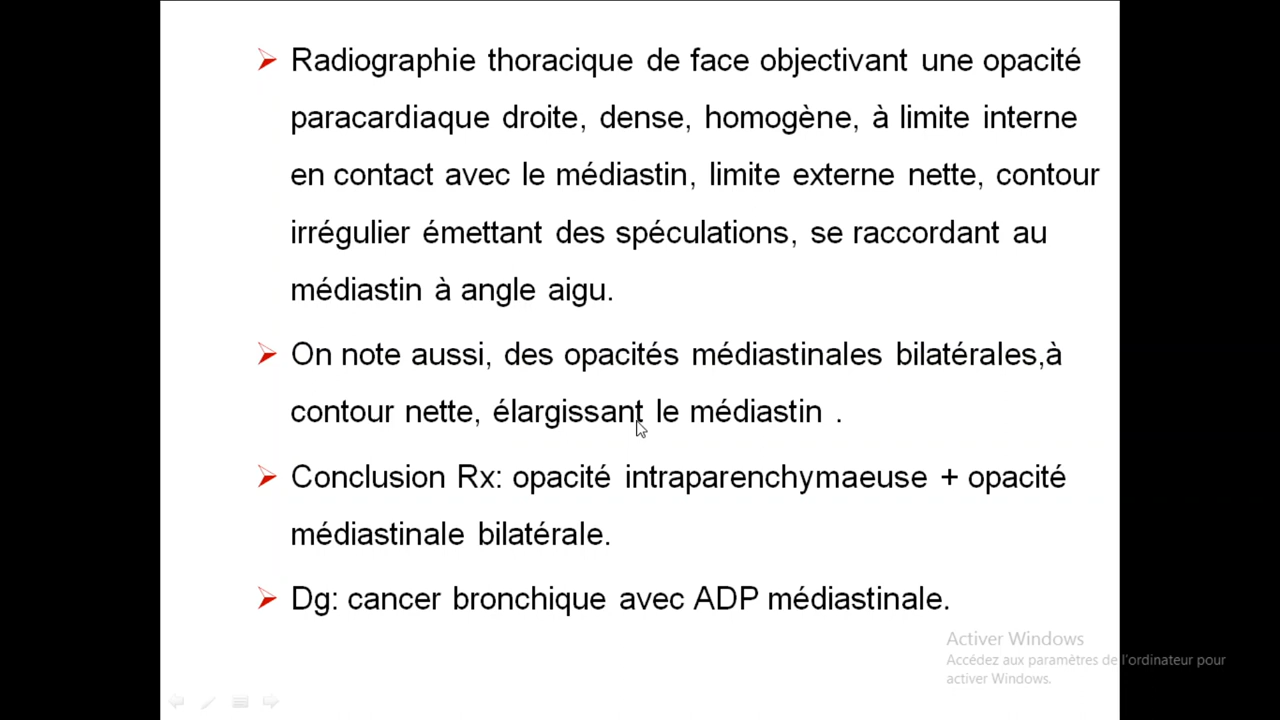 Radiographie thoracique de face objectivant une opacité
paracardiaque droite, dense, homogène, à limite interne
en contact avec le médiastin, limite externe nette, contour
irrégulier émettant des spéculations, se raccordant au
médiastin à angle aigu.
On note aussi, des opacités médiastinales bilatérales,à
contour nette, élargissant le médiastin .
Conclusion Rx: opacité intraparenchymaeuse + opacité
médiastinale bilatérale.
Dg: cancer bronchique avec ADP médiastinale.
Activer Windows
Accédez aux paramètres de l'ordinateur pour
activer Windows.